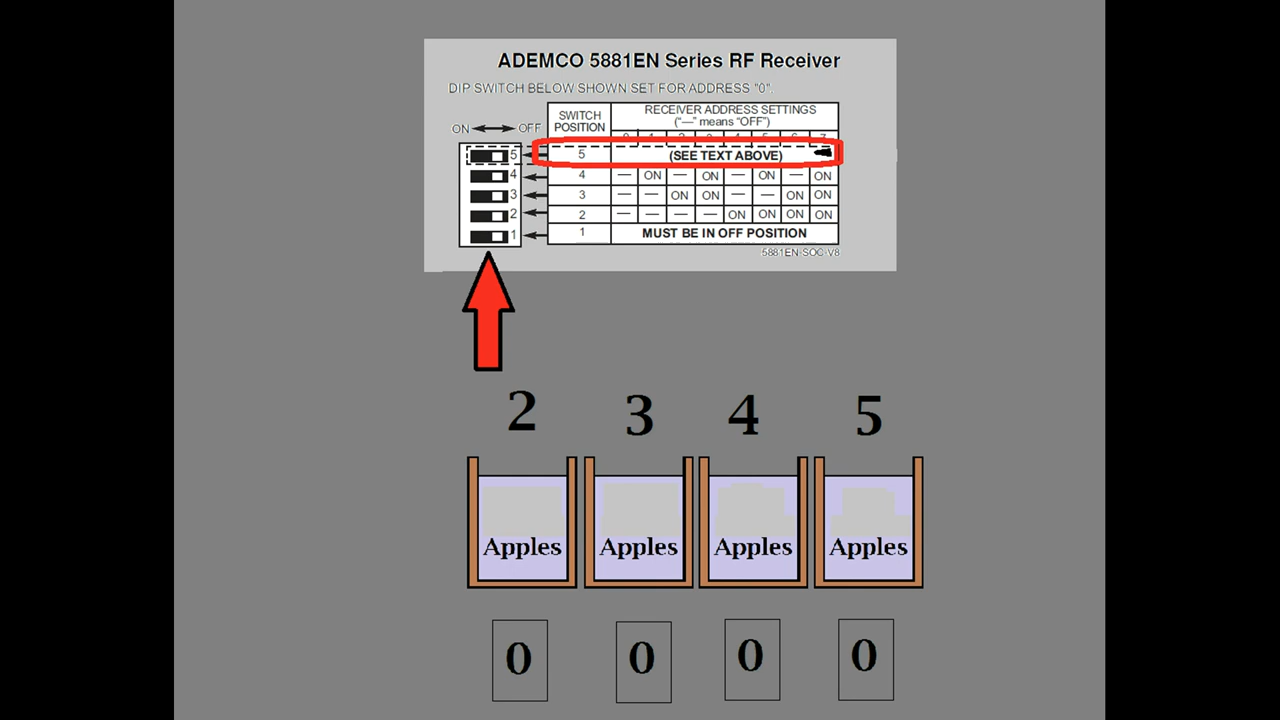 ADEMCO 5881EN Series RF Receiver
DIP SWITCH BELOW SHOWN SET FOR ADDRESS "0".
SWITCH POSITION
RECEIVER ADDRESS SETTINGS
("—" means "OFF")
ON OFF
5 5 (SEE TEXT ABOVE)
4 4 — ON — ON — ON — ON
3 3 — — ON ON — — ON ON
2 2 — — — — ON ON ON ON
1 1 MUST BE IN OFF POSITION
5881EN-SOC-V8
2 3 4 5
Apples Apples Apples Apples
0 0 0 0